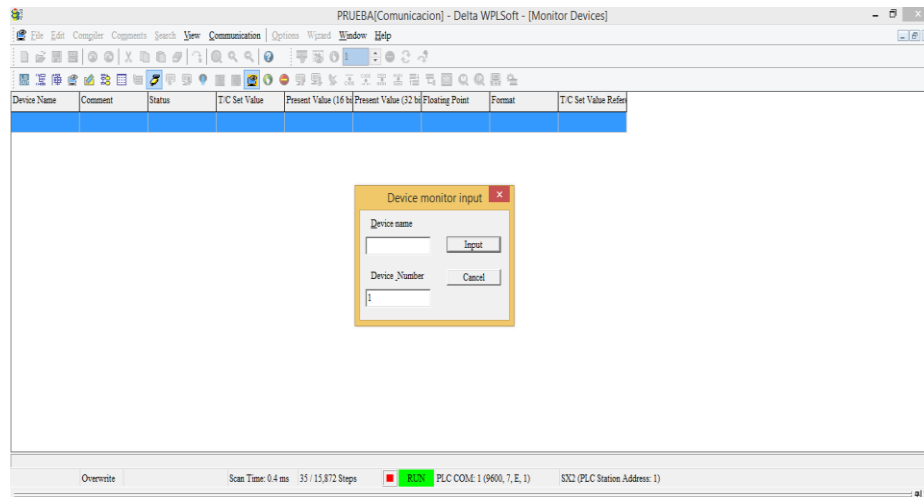 PRUEBA[Comunicacion] - Delta WPLSoft - [Monitor Devices]
File Edit Compiler Comments Search View Communication Options Wizard Window Help
1
Device Name Comment Status T/C Set Value Present Value (16 bi Present Value (32 bi Floating Point Format T/C Set Value Refere
Device monitor input
Device name
Input
Device_Number
Cancel
1
Overwrite Scan Time: 0.4 ms 35 / 15,872 Steps RUN PLC COM: 1 (9600, 7, E, 1) SX2 (PLC Station Address: 1)